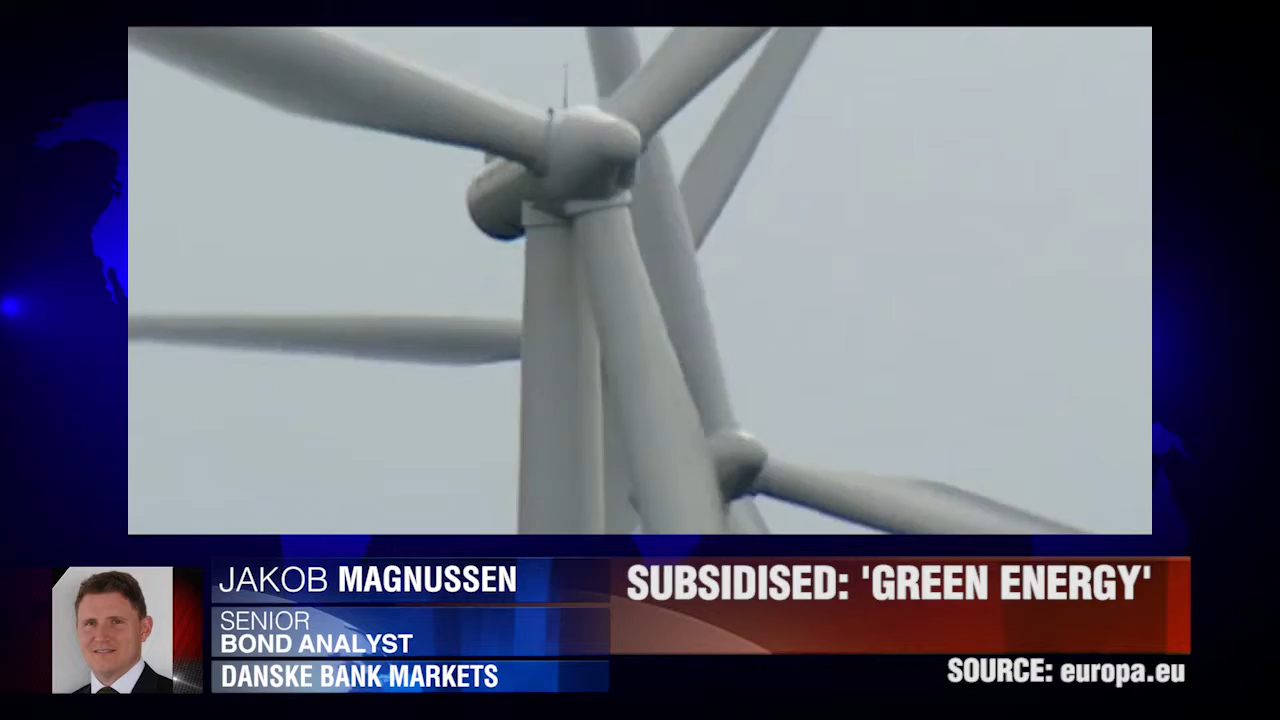 JAKOB MAGNUSSEN
SENIOR
BOND ANALYST
DANSKE BANK MARKETS
SUBSIDISED: 'GREEN ENERGY'
SOURCE: europa.eu